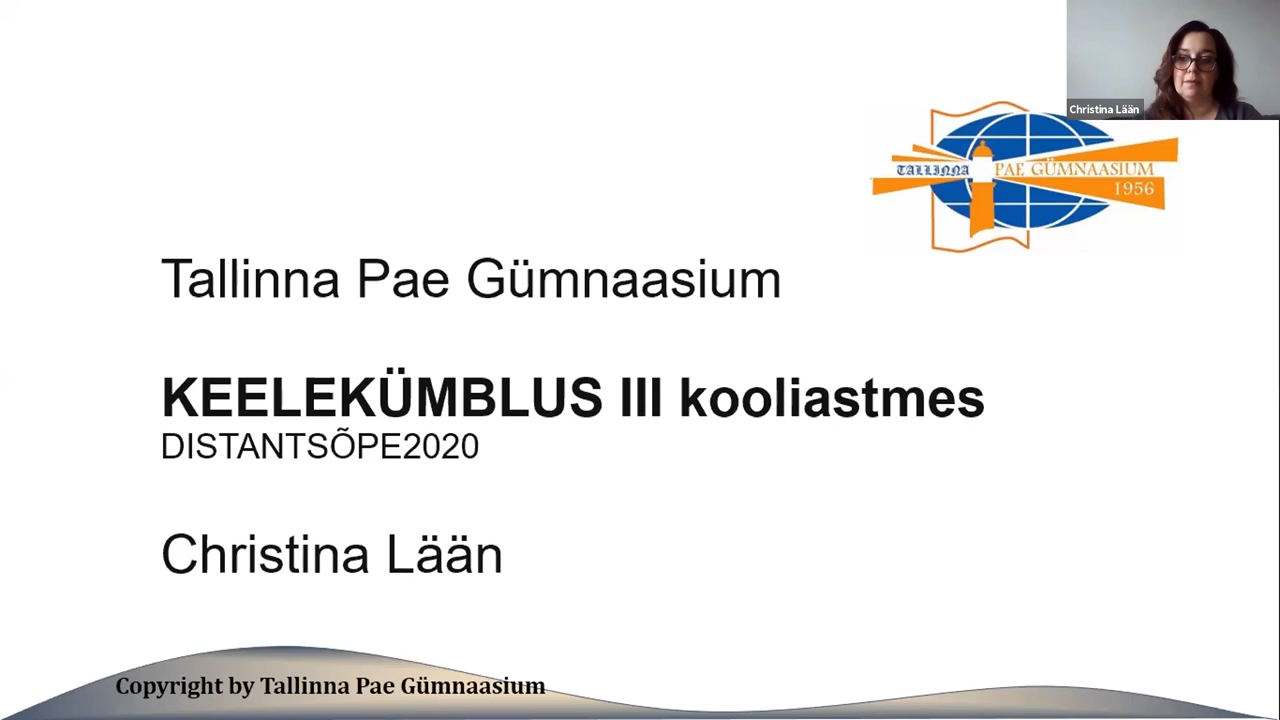 Christina Lään
TALLINNA PAE GÜMNAASIUM
1956
Tallinna Pae Gümnaasium
KEELEKÜMBLUS III kooliastmes
DISTANTSÕPE2020
Christina Lään
Copyright by Tallinna Pae Gümnaasium